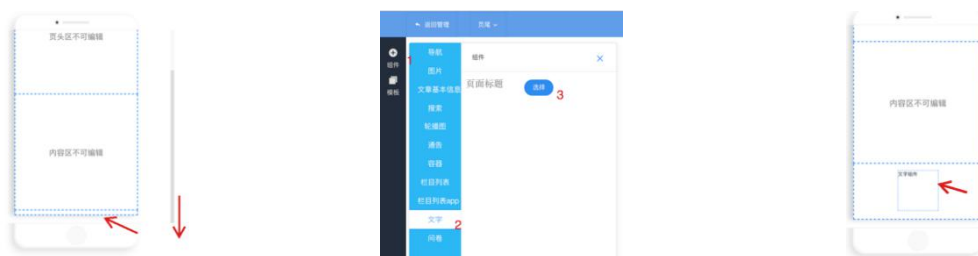 页头区不可编辑
内容区不可编辑
返回管理
页尾
组件
模板
1
导航
图片
文章基本信息
搜索
轮播图
通告
容器
栏目列表
栏目列表app
文字
2
问卷
组件
×
页面标题
选择
3
内容区不可编辑
文字组件